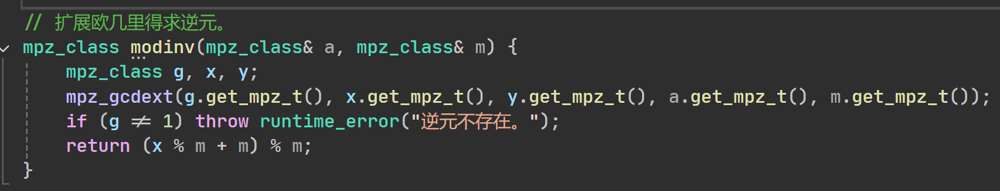 // 扩展欧几里得求逆元。
mpz_class modinv(mpz_class& a, mpz_class& m) {
mpz_class g, x, y;
mpz_gcdext(g.get_mpz_t(), x.get_mpz_t(), y.get_mpz_t(), a.get_mpz_t(), m.get_mpz_t());
if (g != 1) throw runtime_error("逆元不存在。");
return (x % m + m) % m;
}